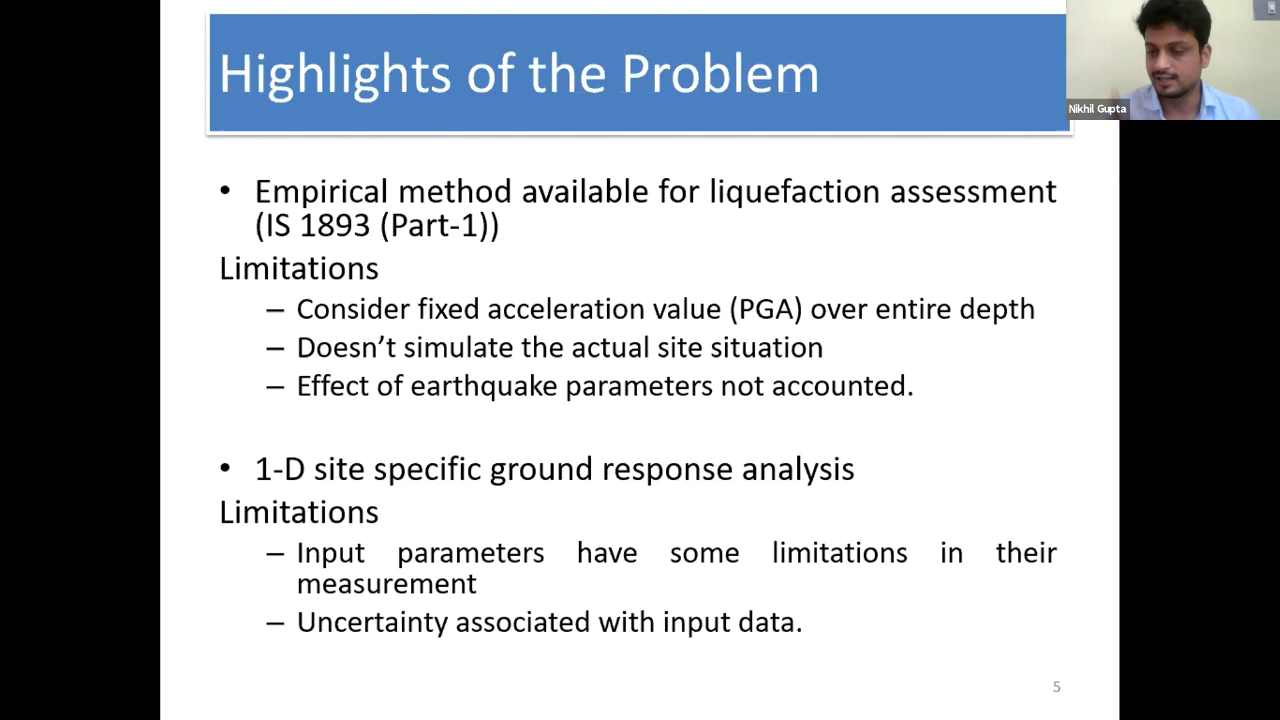 Highlights of the Problem
Nikhil Gupta
• Empirical method available for liquefaction assessment
(IS 1893 (Part-1))
Limitations
– Consider fixed acceleration value (PGA) over entire depth
– Doesn’t simulate the actual site situation
– Effect of earthquake parameters not accounted.
• 1-D site specific ground response analysis
Limitations
– Input parameters have some limitations in their
measurement
– Uncertainty associated with input data.
5